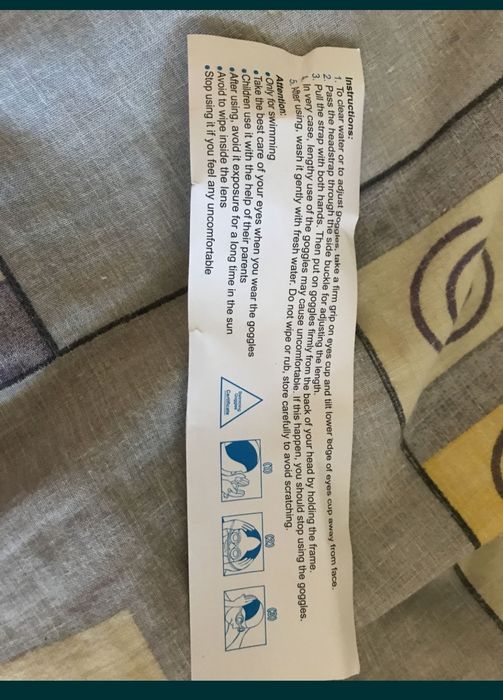 Instructions:
1. To clear water or to adjust goggles, take a firm grip on eyes cup and tilt lower edge of eyes cup away from face.
2. Pass the headstrap through the side buckle for adjusting the length.
3. Pull the strap with both hands. Then put on goggles firmly from the back of your head by holding the frame.
In very case, lengthy use of the goggles may cause uncomfortable. If this happen, you should stop using the goggles.
5. After using, wash it gently with fresh water. Do not wipe or rub, store carefully to avoid scratching.
Attention:
• Only for swimming
• Take the best care of your eyes when you wear the goggles
• Children use it with the help of their parents
• After using, avoid it exposure for a long time in the sun
• Avoid to wipe inside the lens
• Stop using it if you feel any uncomfortable
Swimming
Goggles
Certificate